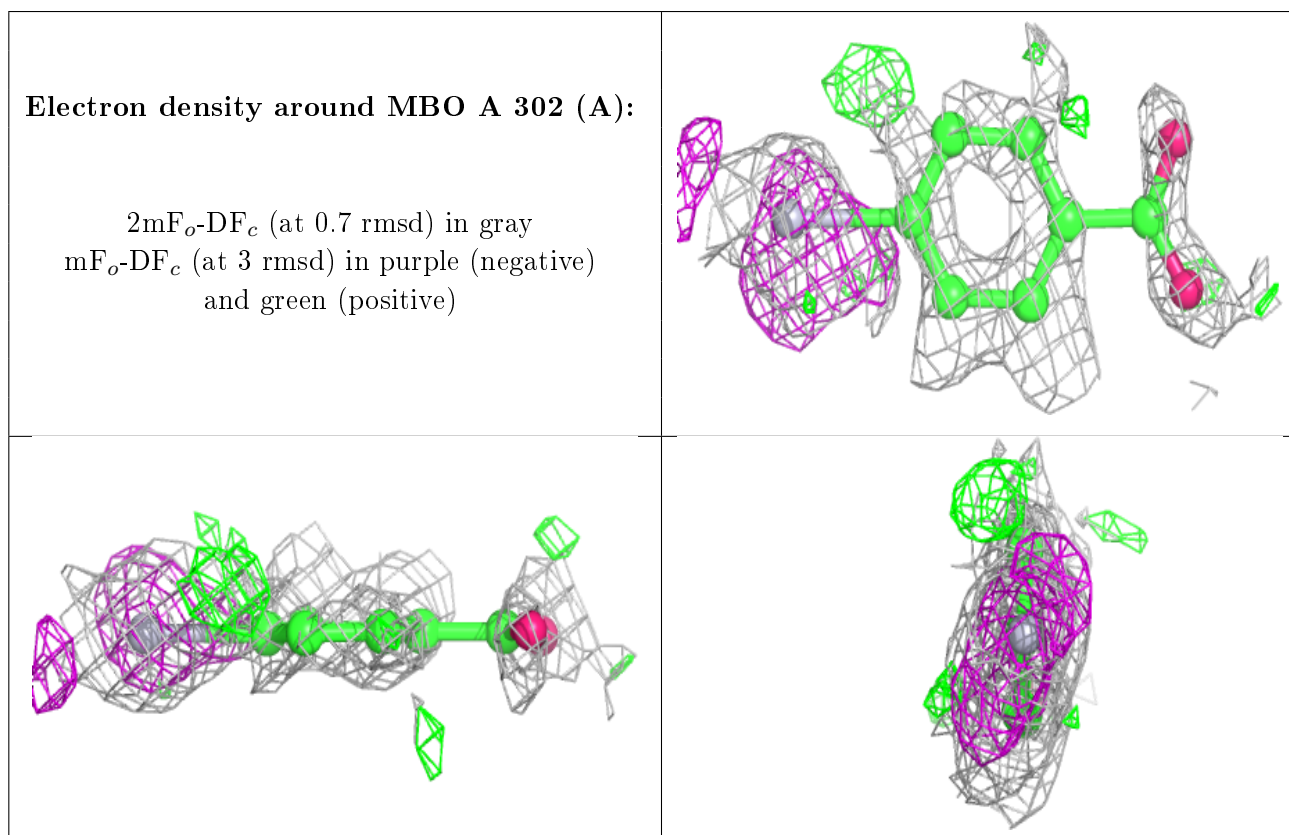 Electron density around MBO A 302 (A):
2mFₒ-DF𝒸 (at 0.7 rmsd) in gray
mFₒ-DF𝒸 (at 3 rmsd) in purple (negative)
and green (positive)